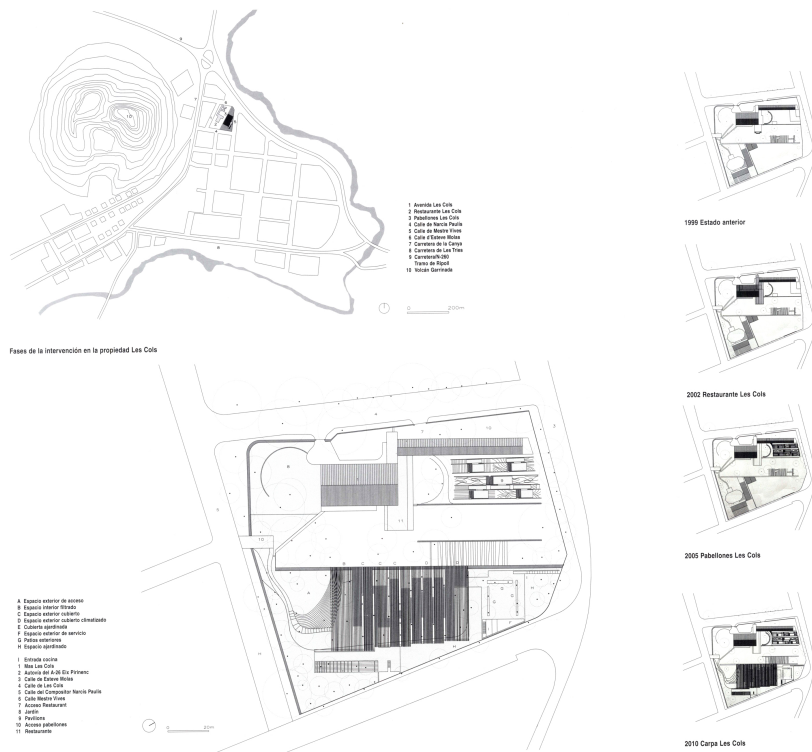 1 Avenida Les Cols
2 Restaurante Les Cols
3 Pabellones Les Cols
4 Calle de Narcís Paulís
5 Calle de Mestre Vives
6 Calle d'Esteve Molas
7 Carretera de la Canya
8 Carretera de Les Tries
9 Carretera/N-260
Tramo de Ripoll
10 Volcán Garrinada
0 200m
Fases de la intervención en la propiedad Les Cols
A Espacio exterior de acceso
B Espacio interior filtrado
C Espacio exterior cubierto
D Espacio exterior cubierto climatizado
E Cubierta ajardinada
F Espacio exterior de servicio
G Patios exteriores
H Espacio ajardinado
I Entrada cocina
1 Mas Les Cols
2 Autovía del A-26 Eix Pirinenc
3 Calle de Esteve Molas
4 Calle de Les Cols
5 Calle del Compositor Narcís Paulís
6 Calle Mestre Vives
7 Acceso Restaurant
8 Jardín
9 Pavilions
10 Acceso pabellones
11 Restaurante
0 20m
1999 Estado anterior
2002 Restaurante Les Cols
2005 Pabellones Les Cols
2010 Carpa Les Cols